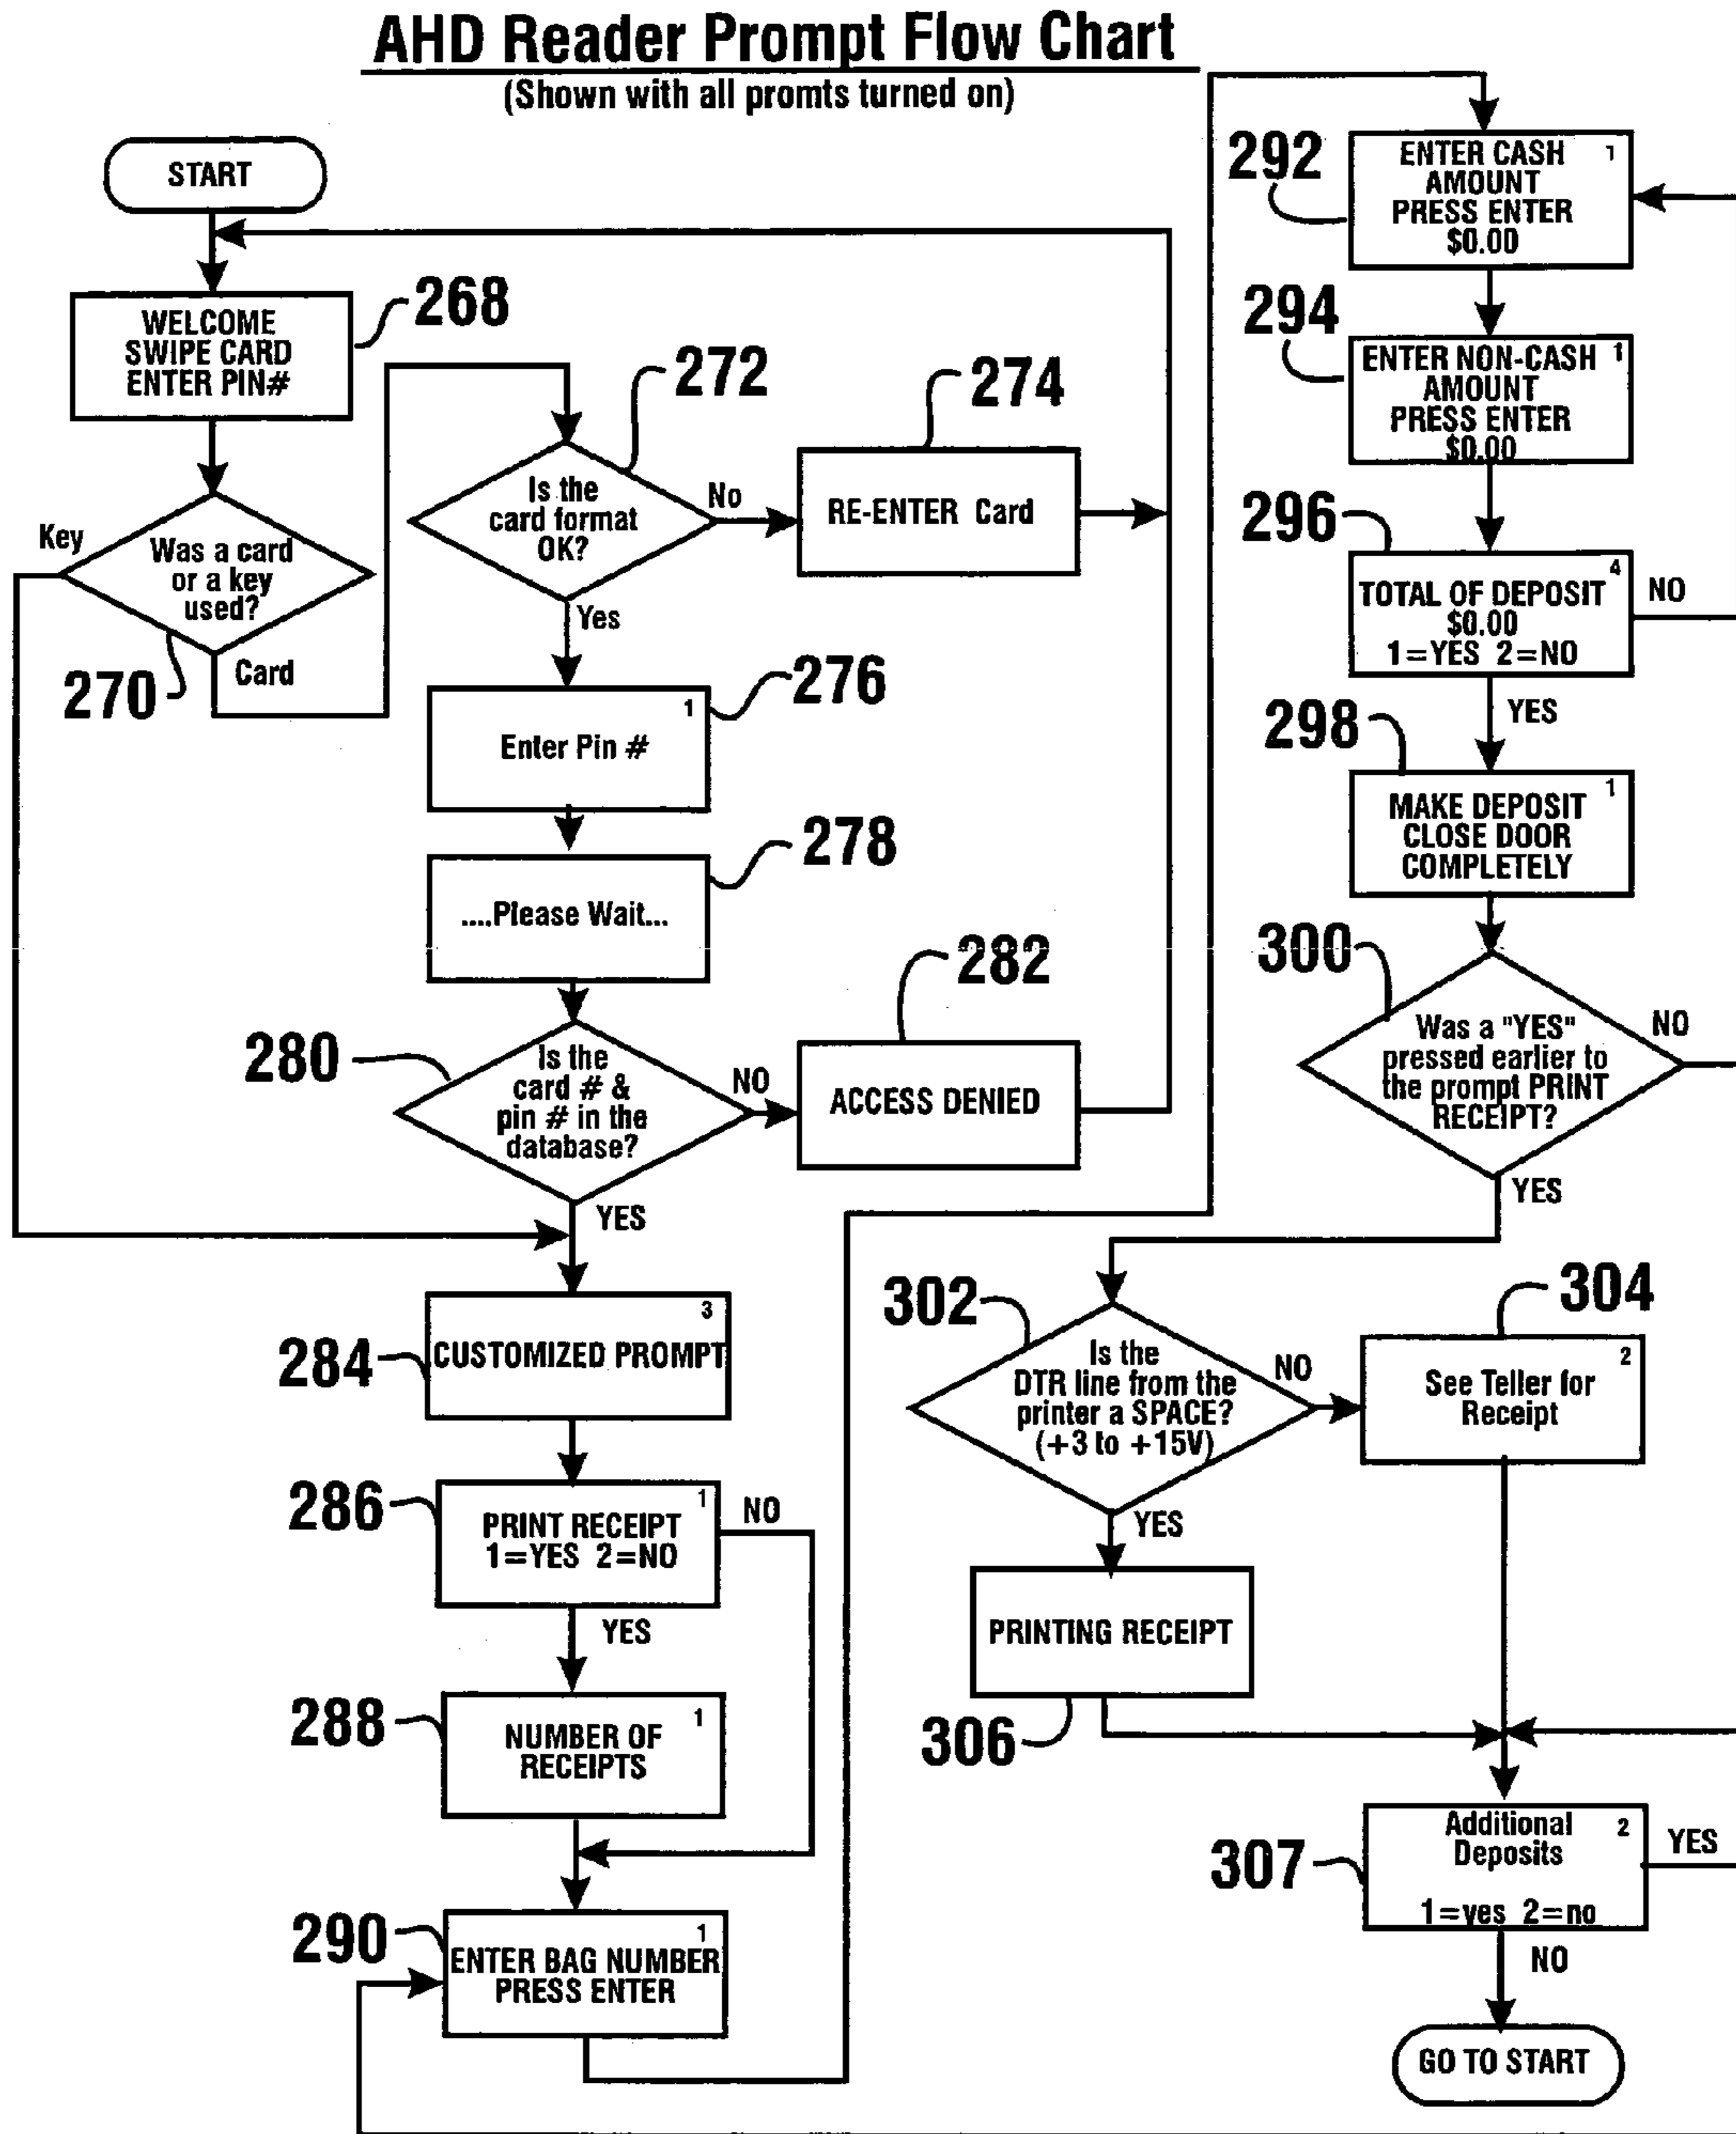 AHD Reader Prompt Flow Chart
(Shown with all promts turned on)
START
WELCOME
SWIPE CARD
ENTER PIN#
268
Key
Was a card
or a key
used?
270
Card
272
Is the
card format
OK?
No
Yes
274
RE-ENTER Card
276
1
Enter Pin #
278
....Please Wait...
280
Is the
card # &
pin # in the
database?
NO
YES
282
ACCESS DENIED
284
3
CUSTOMIZED PROMPT
286
1
PRINT RECEIPT
1=YES 2=NO
NO
YES
288
1
NUMBER OF
RECEIPTS
290
1
ENTER BAG NUMBER
PRESS ENTER
292
1
ENTER CASH
AMOUNT
PRESS ENTER
$0.00
294
1
ENTER NON-CASH
AMOUNT
PRESS ENTER
$0.00
296
4
TOTAL OF DEPOSIT
$0.00
1=YES 2=NO
NO
YES
298
1
MAKE DEPOSIT
CLOSE DOOR
COMPLETELY
300
Was a "YES"
pressed earlier to
the prompt PRINT
RECEIPT?
NO
YES
302
Is the
DTR line from the
printer a SPACE?
(+3 to +15V)
NO
YES
304
2
See Teller for
Receipt
PRINTING RECEIPT
306
307
2
Additional
Deposits
1=yes 2=no
YES
NO
GO TO START